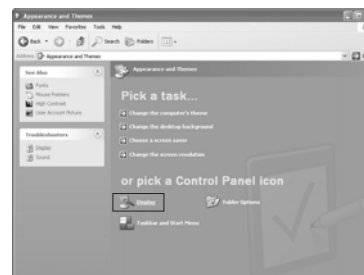 Appearance and Themes
File Edit View Favorites Tools Help
Back Search Folders
Address Appearance and Themes
See Also
Fonts
Mouse Pointers
High Contrast
User Account Picture
Troubleshooters
Display
Sound
Appearance and Themes
Pick a task...
Change the computer's theme
Change the desktop background
Choose a screen saver
Change the screen resolution
or pick a Control Panel icon
Display Folder Options
Taskbar and Start Menu